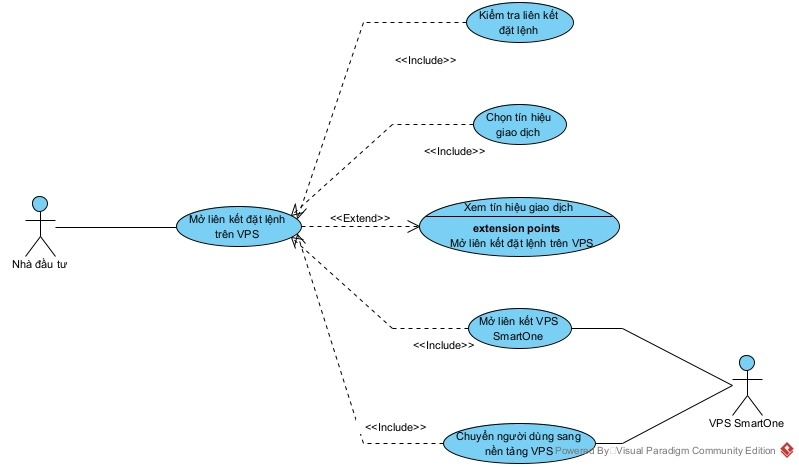 Kiểm tra liên kết
đặt lệnh
<<Include>>
Chọn tín hiệu
giao dịch
<<Include>>
Mở liên kết đặt lệnh
trên VPS
<<Extend>>
Xem tín hiệu giao dịch
extension points
Mở liên kết đặt lệnh trên VPS
Nhà đầu tư
Mở liên kết VPS
SmartOne
<<Include>>
VPS SmartOne
<<Include>>
Chuyển người dùng sang
nền tảng VPS
Powered By Visual Paradigm Community Edition